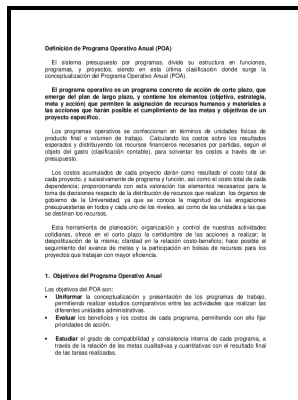 Definición de Programa Operativo Anual (POA)
El sistema presupuesto por programas, divide su estructura en funciones,
programas, y proyectos, siendo en esta última clasificación donde surge la
conceptualización del Programa Operativo Anual (POA).
El programa operativo es un programa concreto de acción de corto plazo, que
emerge del plan de largo plazo, y contiene los elementos (objetivo, estrategia,
meta y acción) que permiten la asignación de recursos humanos y materiales a
las acciones que harán posible el cumplimiento de las metas y objetivos de un
proyecto específico.
Los programas operativos se confeccionan en términos de unidades físicas de
producto final o volumen de trabajo. Calculando los costos sobre los resultados
esperados y distribuyendo los recursos financieros necesarios por partidas, según el
objeto del gasto (clasificación contable), para solventar los costos a través de un
presupuesto.
Los costos acumulados de cada proyecto darán como resultado el costo total de
cada proyecto, y sucesivamente de programa y función, así como el costo total de cada
dependencia; proporcionando con esta valoración los elementos necesarios para la
toma de decisiones respecto de la distribución de recursos que realizan los órganos de
gobierno de la Universidad, ya que se conoce la magnitud de las erogaciones
presupuestarias en todos y cada uno de los niveles, así como de las unidades a las que
se destinan los recursos.
Esta herramienta de planeación, organización y control de nuestras actividades
cotidianas, ofrece en el corto plazo la certidumbre de las acciones a realizar; la
despolitización de la misma; claridad en la relación costo-beneficio; hace posible el
seguimiento del avance de metas y la participación en bolsas de recursos para los
proyectos que trabajan con mayor eficiencia.
1. Objetivos del Programa Operativo Anual
Los objetivos del POA son:
• Uniformar la conceptualización y presentación de los programas de trabajo,
permitiendo realizar estudios comparativos entre las actividades que realizan las
diferentes unidades administrativas.
• Evaluar los beneficios y los costos de cada programa, permitiendo con ello fijar
prioridades de acción.
• Estudiar el grado de compatibilidad y consistencia interna de cada programa, a
través de la relación de las metas cualitativas y cuantitativas con el resultado final
de las tareas realizadas.